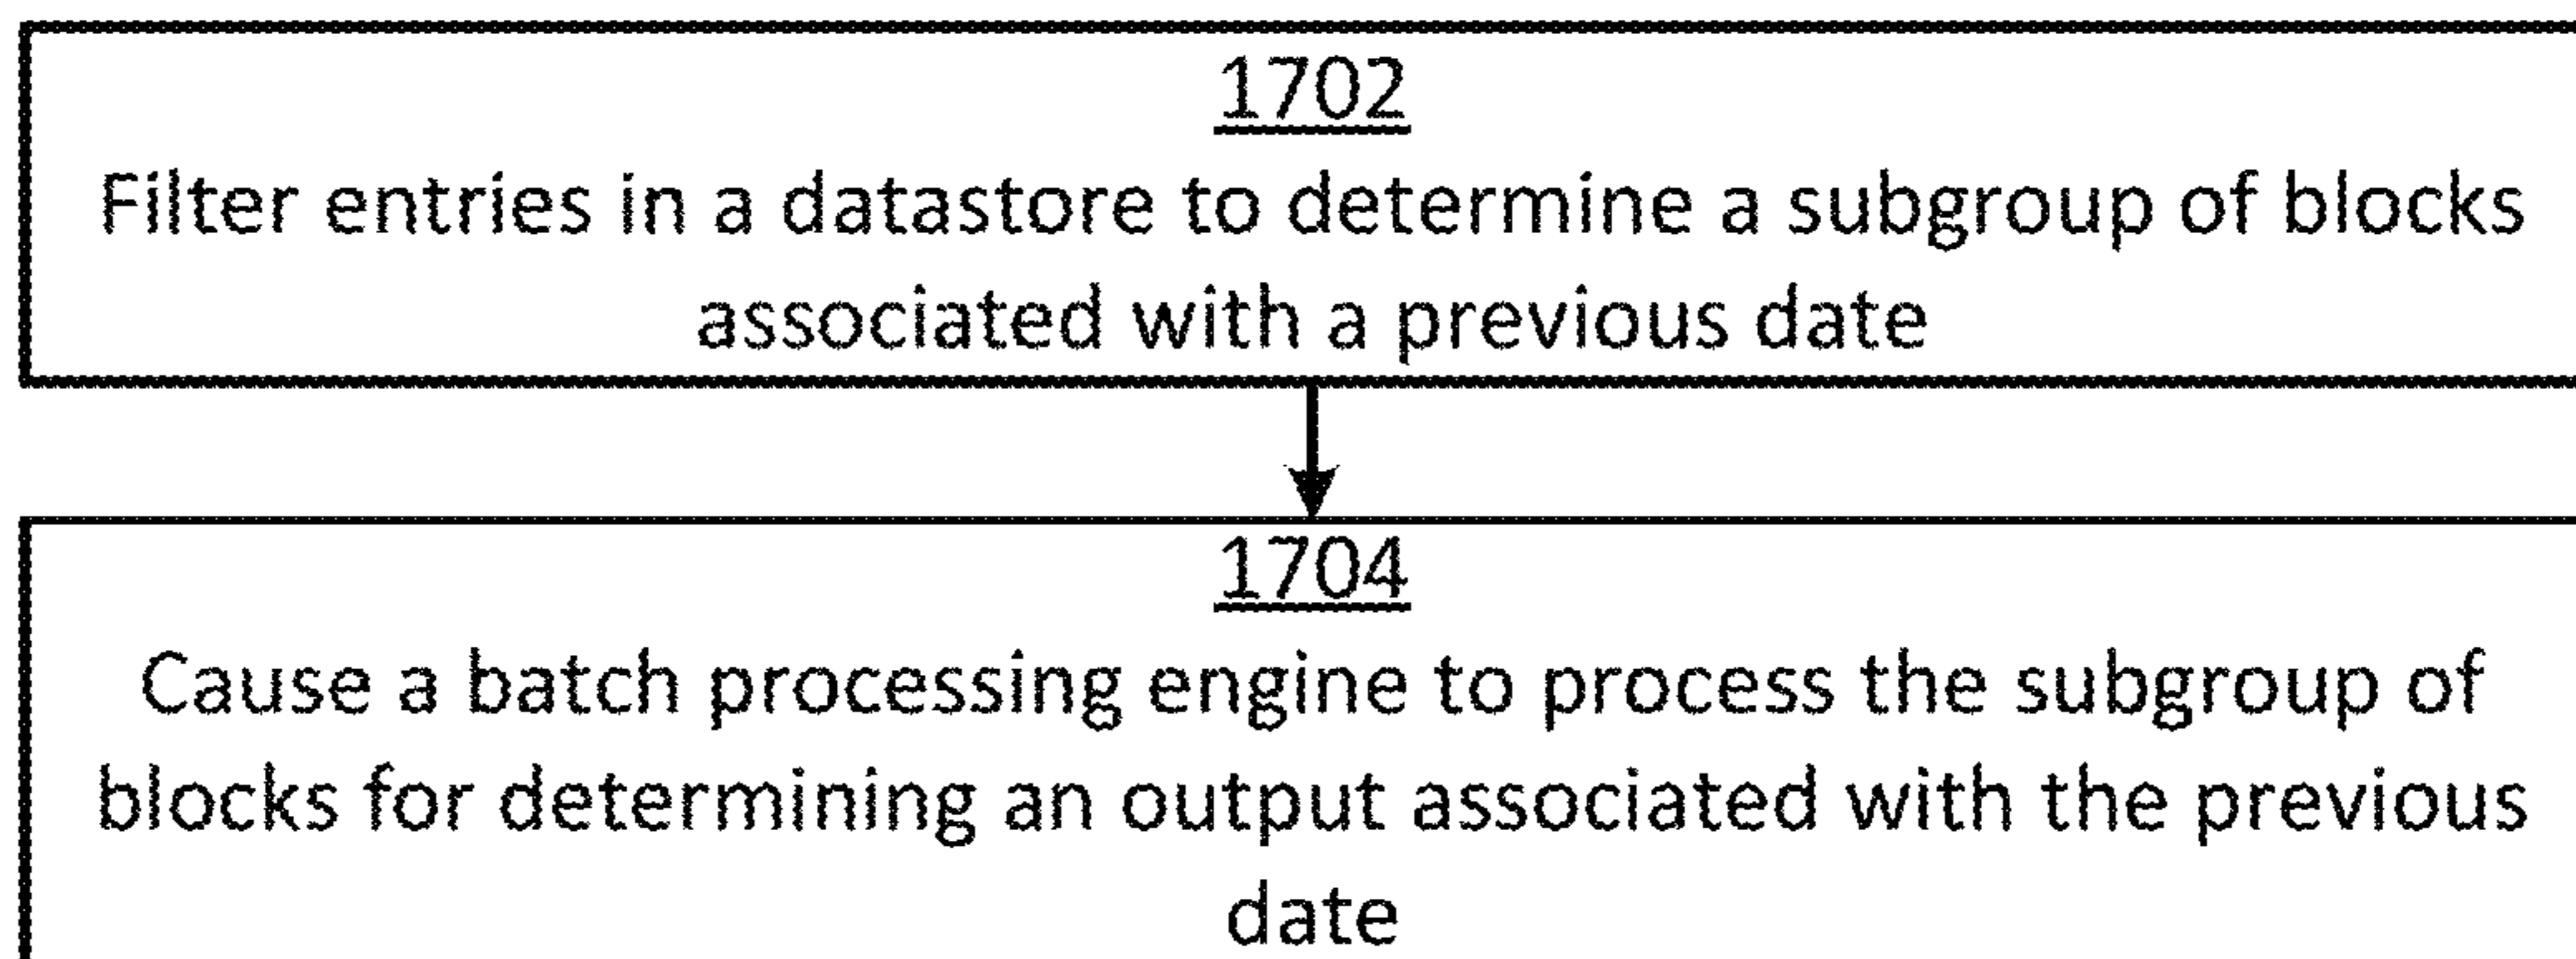 1702
Filter entries in a datastore to determine a subgroup of blocks
associated with a previous date
1704
Cause a batch processing engine to process the subgroup of
blocks for determining an output associated with the previous
date